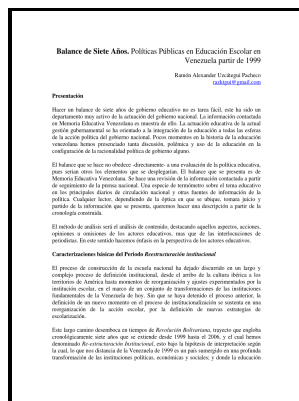 Balance de Siete Años. Políticas Públicas en Educación Escolar en
Venezuela partir de 1999
Ramón Alexander Uzcátegui Pacheco
razktgui@gmail.com
Presentación
Hacer un balance de siete años de gobierno educativo no es tarea fácil, este ha sido un
departamento muy activo de la actuación del gobierno nacional. La información contactada
en Memoria Educativa Venezolana es muestra de ello. La actuación educativa de la actual
gestión gubernamental se ha orientado a la integración de la educación a todas las esferas
de la acción política del gobierno nacional. Pocos momentos en la historia de la educación
venezolana hemos presentado tanta discusión, polémica y uso de la educación en la
configuración de la racionalidad política de gobierno alguno.
El balance que se hace no obedece -directamente- a una evaluación de la política educativa,
pues serían otros los elementos que se desplegarían. El balance que se presenta es de
Memoria Educativa Venezolana. Se hace una revisión de la información contactada a partir
de seguimiento de la prensa nacional. Una especie de termómetro sobre el tema educativo
en los principales diarios de circulación nacional y otras fuentes de información de la
política. Cualquier lector, dependiendo de la óptica en que se ubique, tomara juicio y
partido de la información que se presenta, queremos hacer una descripción a partir de la
cronología construida.
El método de análisis será el análisis de contenido, destacando aquellos aspectos, acciones,
opiniones u omisiones de los actores educativos, mas que de las interlocuciones de
periodistas. En este sentido hacemos énfasis en la perspectiva de los actores educativos.
Caracterizaciones básicas del Período Reestructuración institucional
El proceso de construcción de la escuela nacional ha dejado discurrido en un largo y
complejo proceso de definición institucional, desde el arribo de la cultura ibérica a los
territorios de América hasta momentos de reorganización y ajustes experimentados por la
institución escolar, en el marco de un conjunto de transformaciones de las instituciones
fundamentales de la Venezuela de hoy. Sin que se haya detenido el proceso anterior, la
definición de un nuevo momento en el proceso de institucionalización se sustenta en una
reorganización de la acción escolar, por la definición de nuevas estrategias de
escolarización.
Este largo camino desemboca en tiempos de Revolución Bolivariana, trayecto que engloba
cronológicamente siete años que se extiende desde 1999 hasta el 2006, y el cual hemos
denominado Re-estructuración Institucional, esto bajo la hipótesis de interpretación según
la cual, lo que nos distancia de la Venezuela de 1999 es un país sumergido en una profunda
transformación de las instituciones políticas, económicas y sociales; y donde la educación